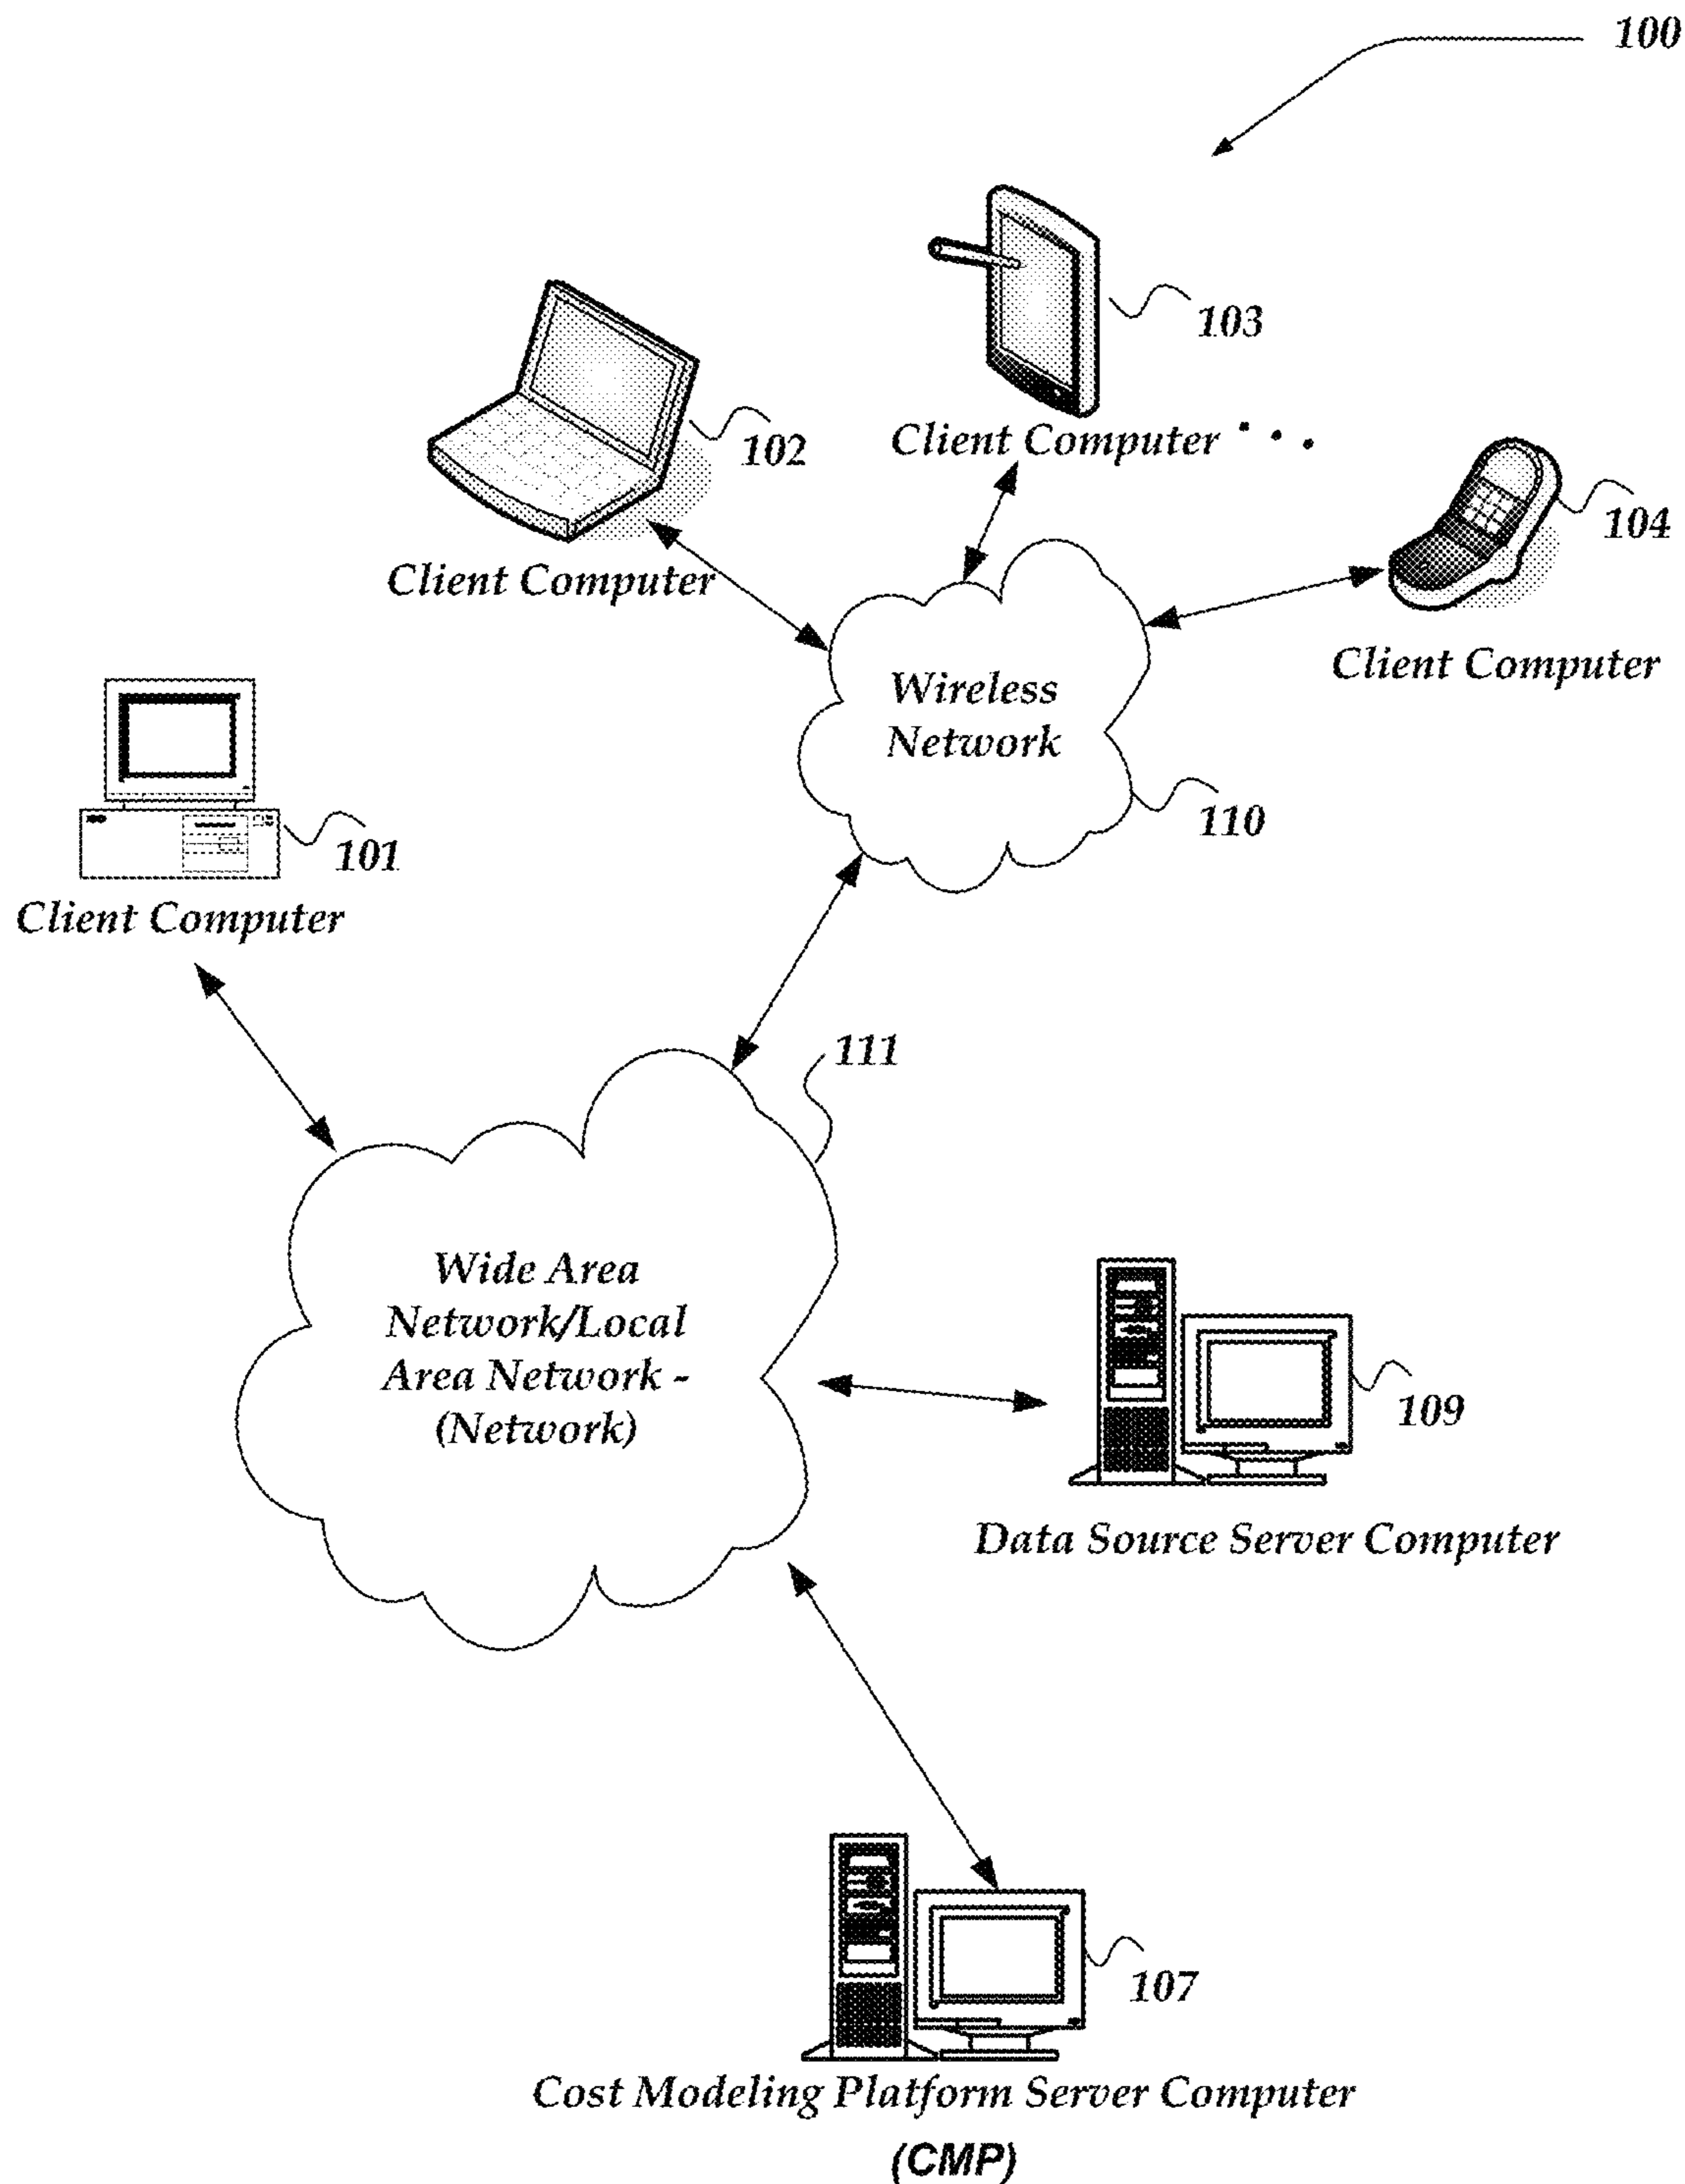 100
103
102
Client Computer . . .
104
Client Computer
Client Computer
Wireless
Network
110
101
Client Computer
111
Wide Area
Network/Local
Area Network -
(Network)
109
Data Source Server Computer
107
Cost Modeling Platform Server Computer
(CMP)